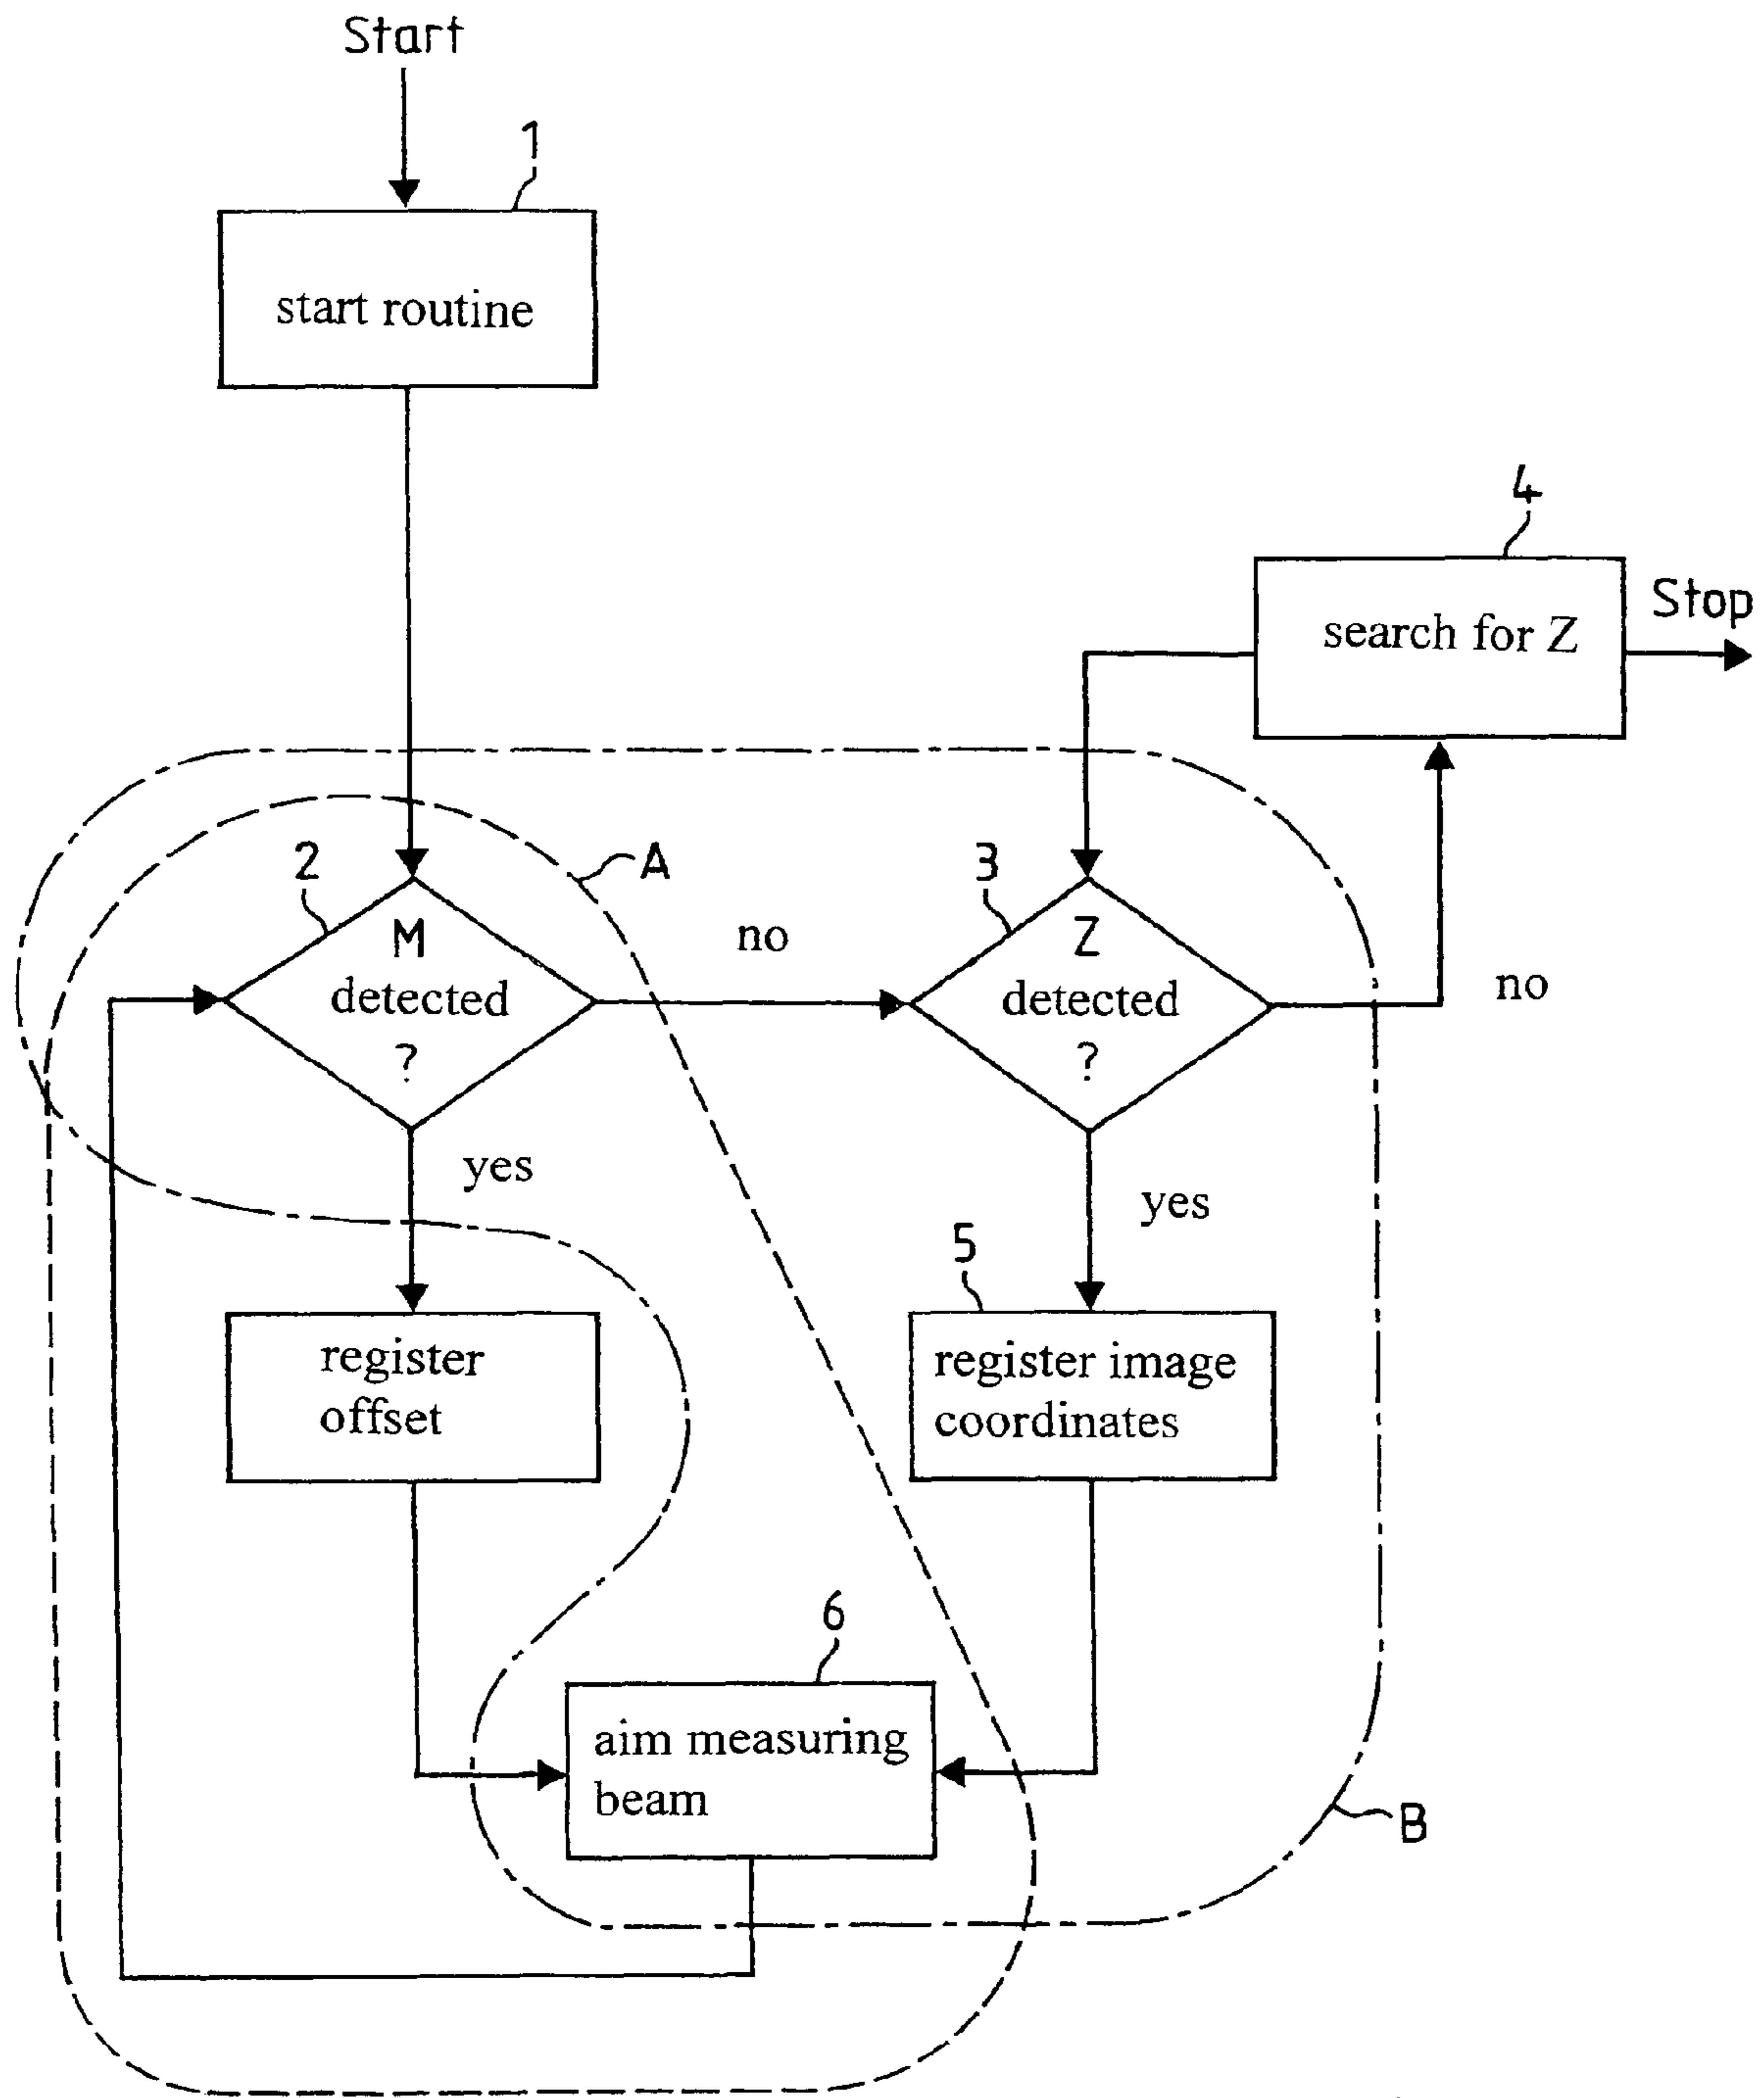 Start
1
start routine
4
search for Z
Stop
2
A
3
M
detected
?
no
Z
detected
?
no
yes
yes
5
register
offset
register image
coordinates
6
aim measuring
beam
B